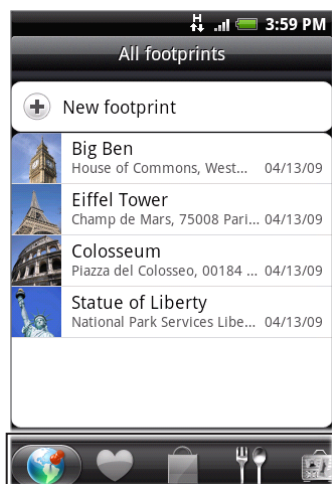 H 3:59 PM
All footprints
New footprint
Big Ben
House of Commons, West... 04/13/09
Eiffel Tower
Champ de Mars, 75008 Pari... 04/13/09
Colosseum
Piazza del Colosseo, 00184 ... 04/13/09
Statue of Liberty
National Park Services Libe... 04/13/09